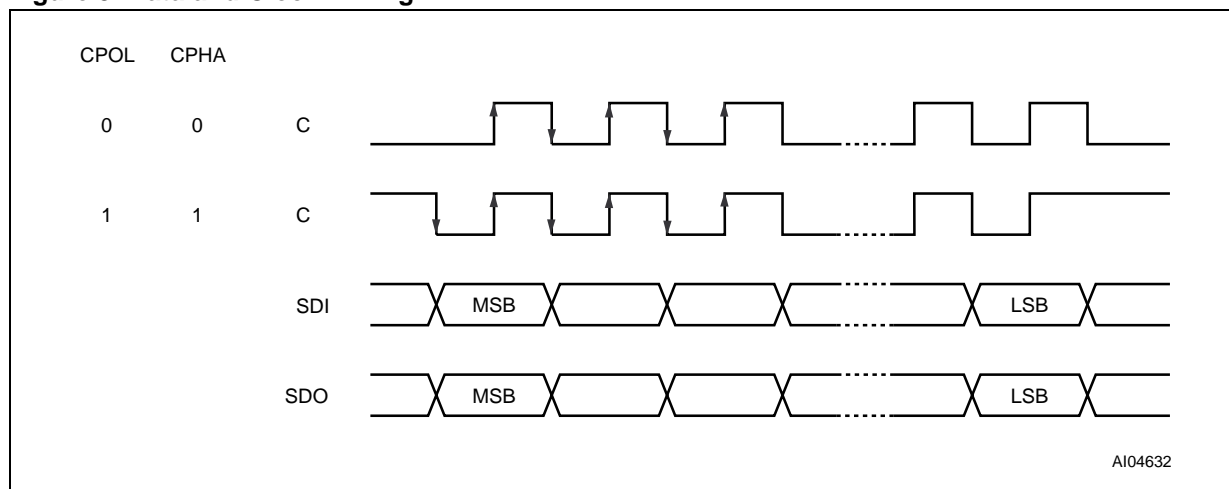 CPOL CPHA
0 0 C
1 1 C
SDI MSB LSB
SDO MSB LSB
AI04632